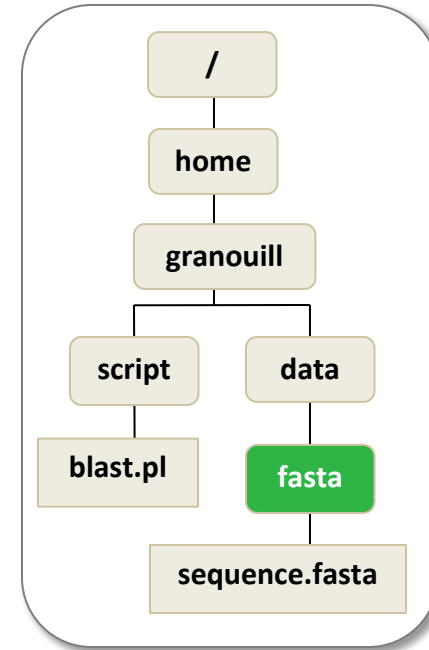 /
home
granouill
script
data
blast.pl
fasta
sequence.fasta